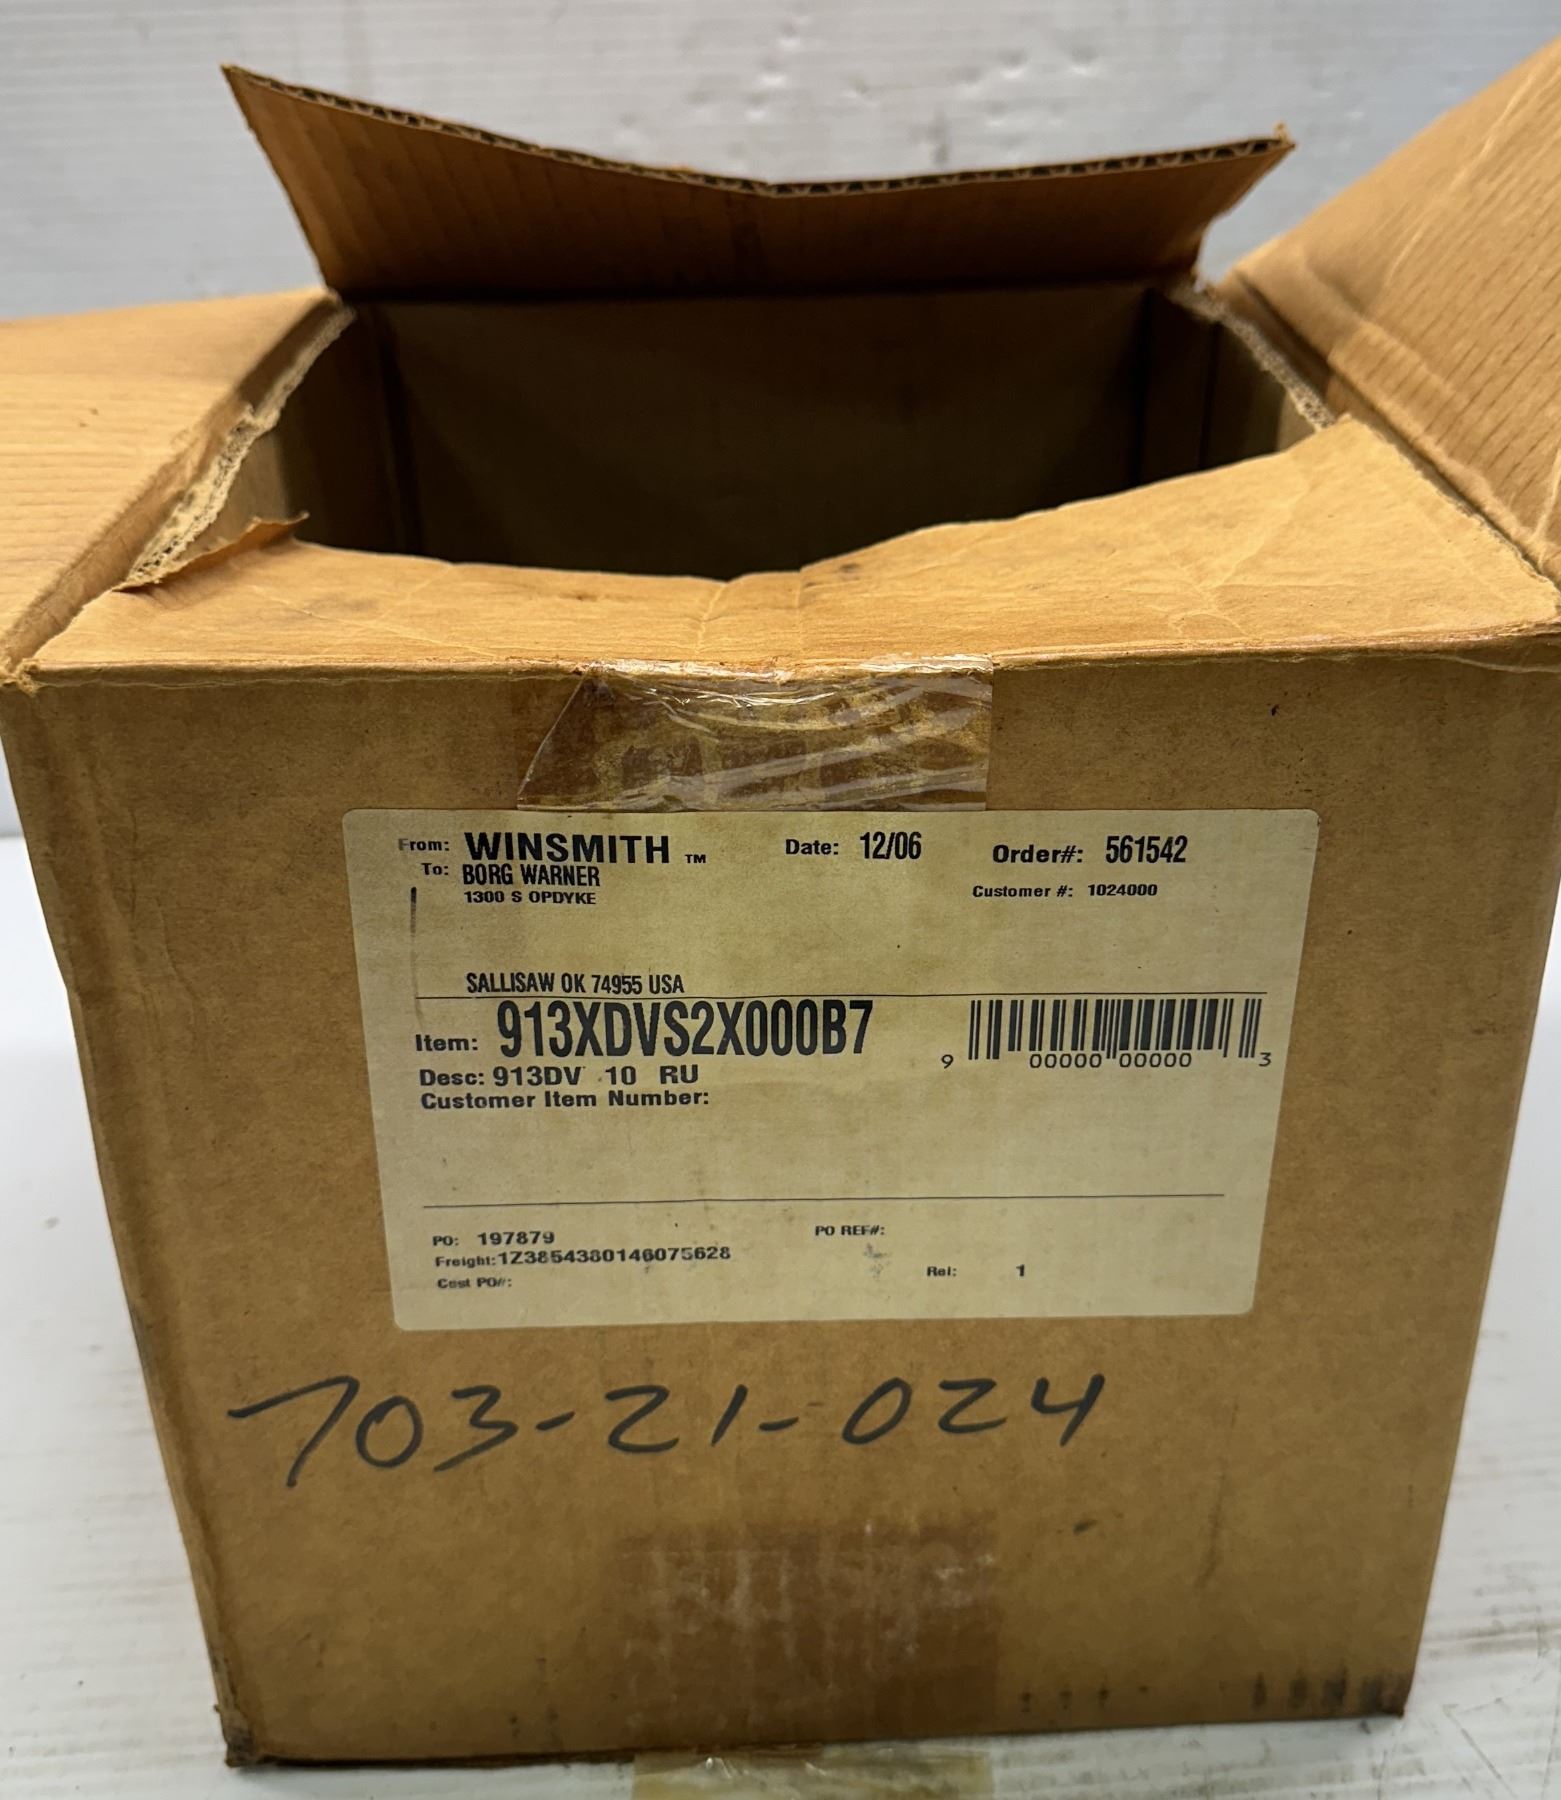 From: WINSMITH ™ Date: 12/06 Order#: 561542
To: BORG WARNER
1300 S OPDYKE Customer #: 1024000
SALLISAW OK 74955 USA
Item: 913XDVS2X000B7
9 00000 00000 3
Desc: 913DV 10 RU
Customer Item Number:
PO: 197879 PO REF#:
Freight: 1Z3854380146075628
Rel: 1
Cust PO#:
703-21-024